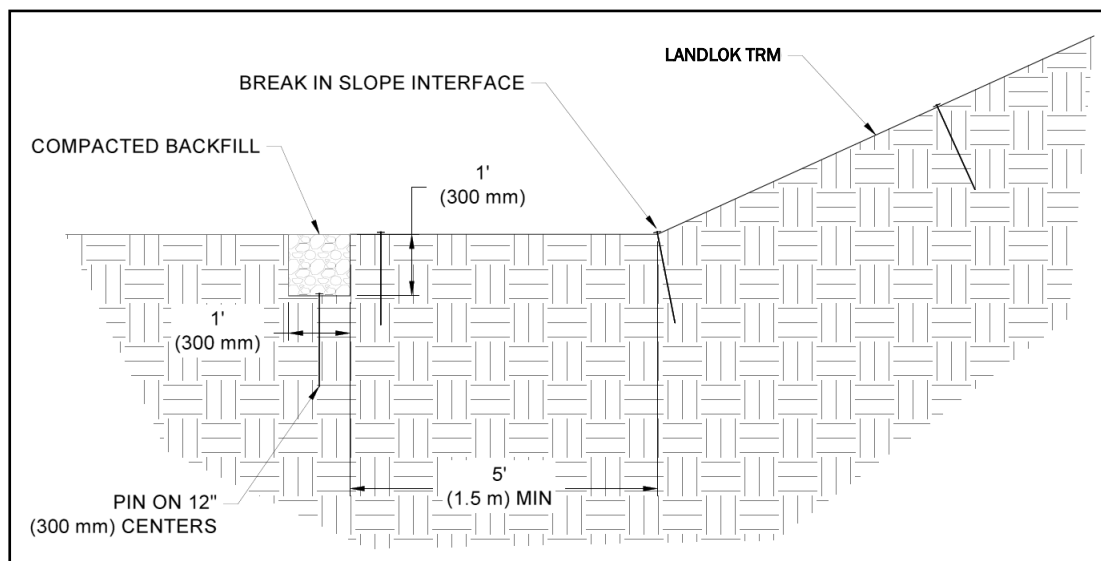 LANDLOK TRM
BREAK IN SLOPE INTERFACE
COMPACTED BACKFILL
1'
(300 mm)
1'
(300 mm)
5'
(1.5 m) MIN
PIN ON 12"
(300 mm) CENTERS